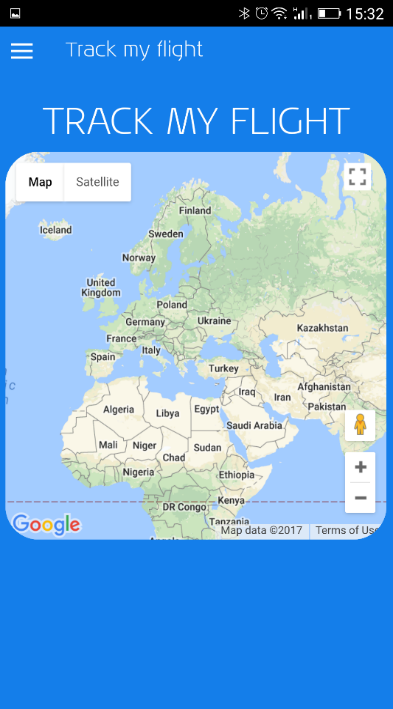 15:32
Track my flight
TRACK MY FLIGHT
Map Satellite
Finland
Iceland
Sweden
Norway
United
Kingdom
Poland
Germany
Ukraine
Kazakhstan
France
Italy
Spain
Turkey
Afghanistan
Iraq
Iran
Pakistan
Algeria
Libya
Egypt
Saudi Arabia
Mali
Niger
Sudan
Chad
Nigeria
Ethiopia
Kenya
DR Congo
Tanzania
Google
Map data ©2017
Terms of Use